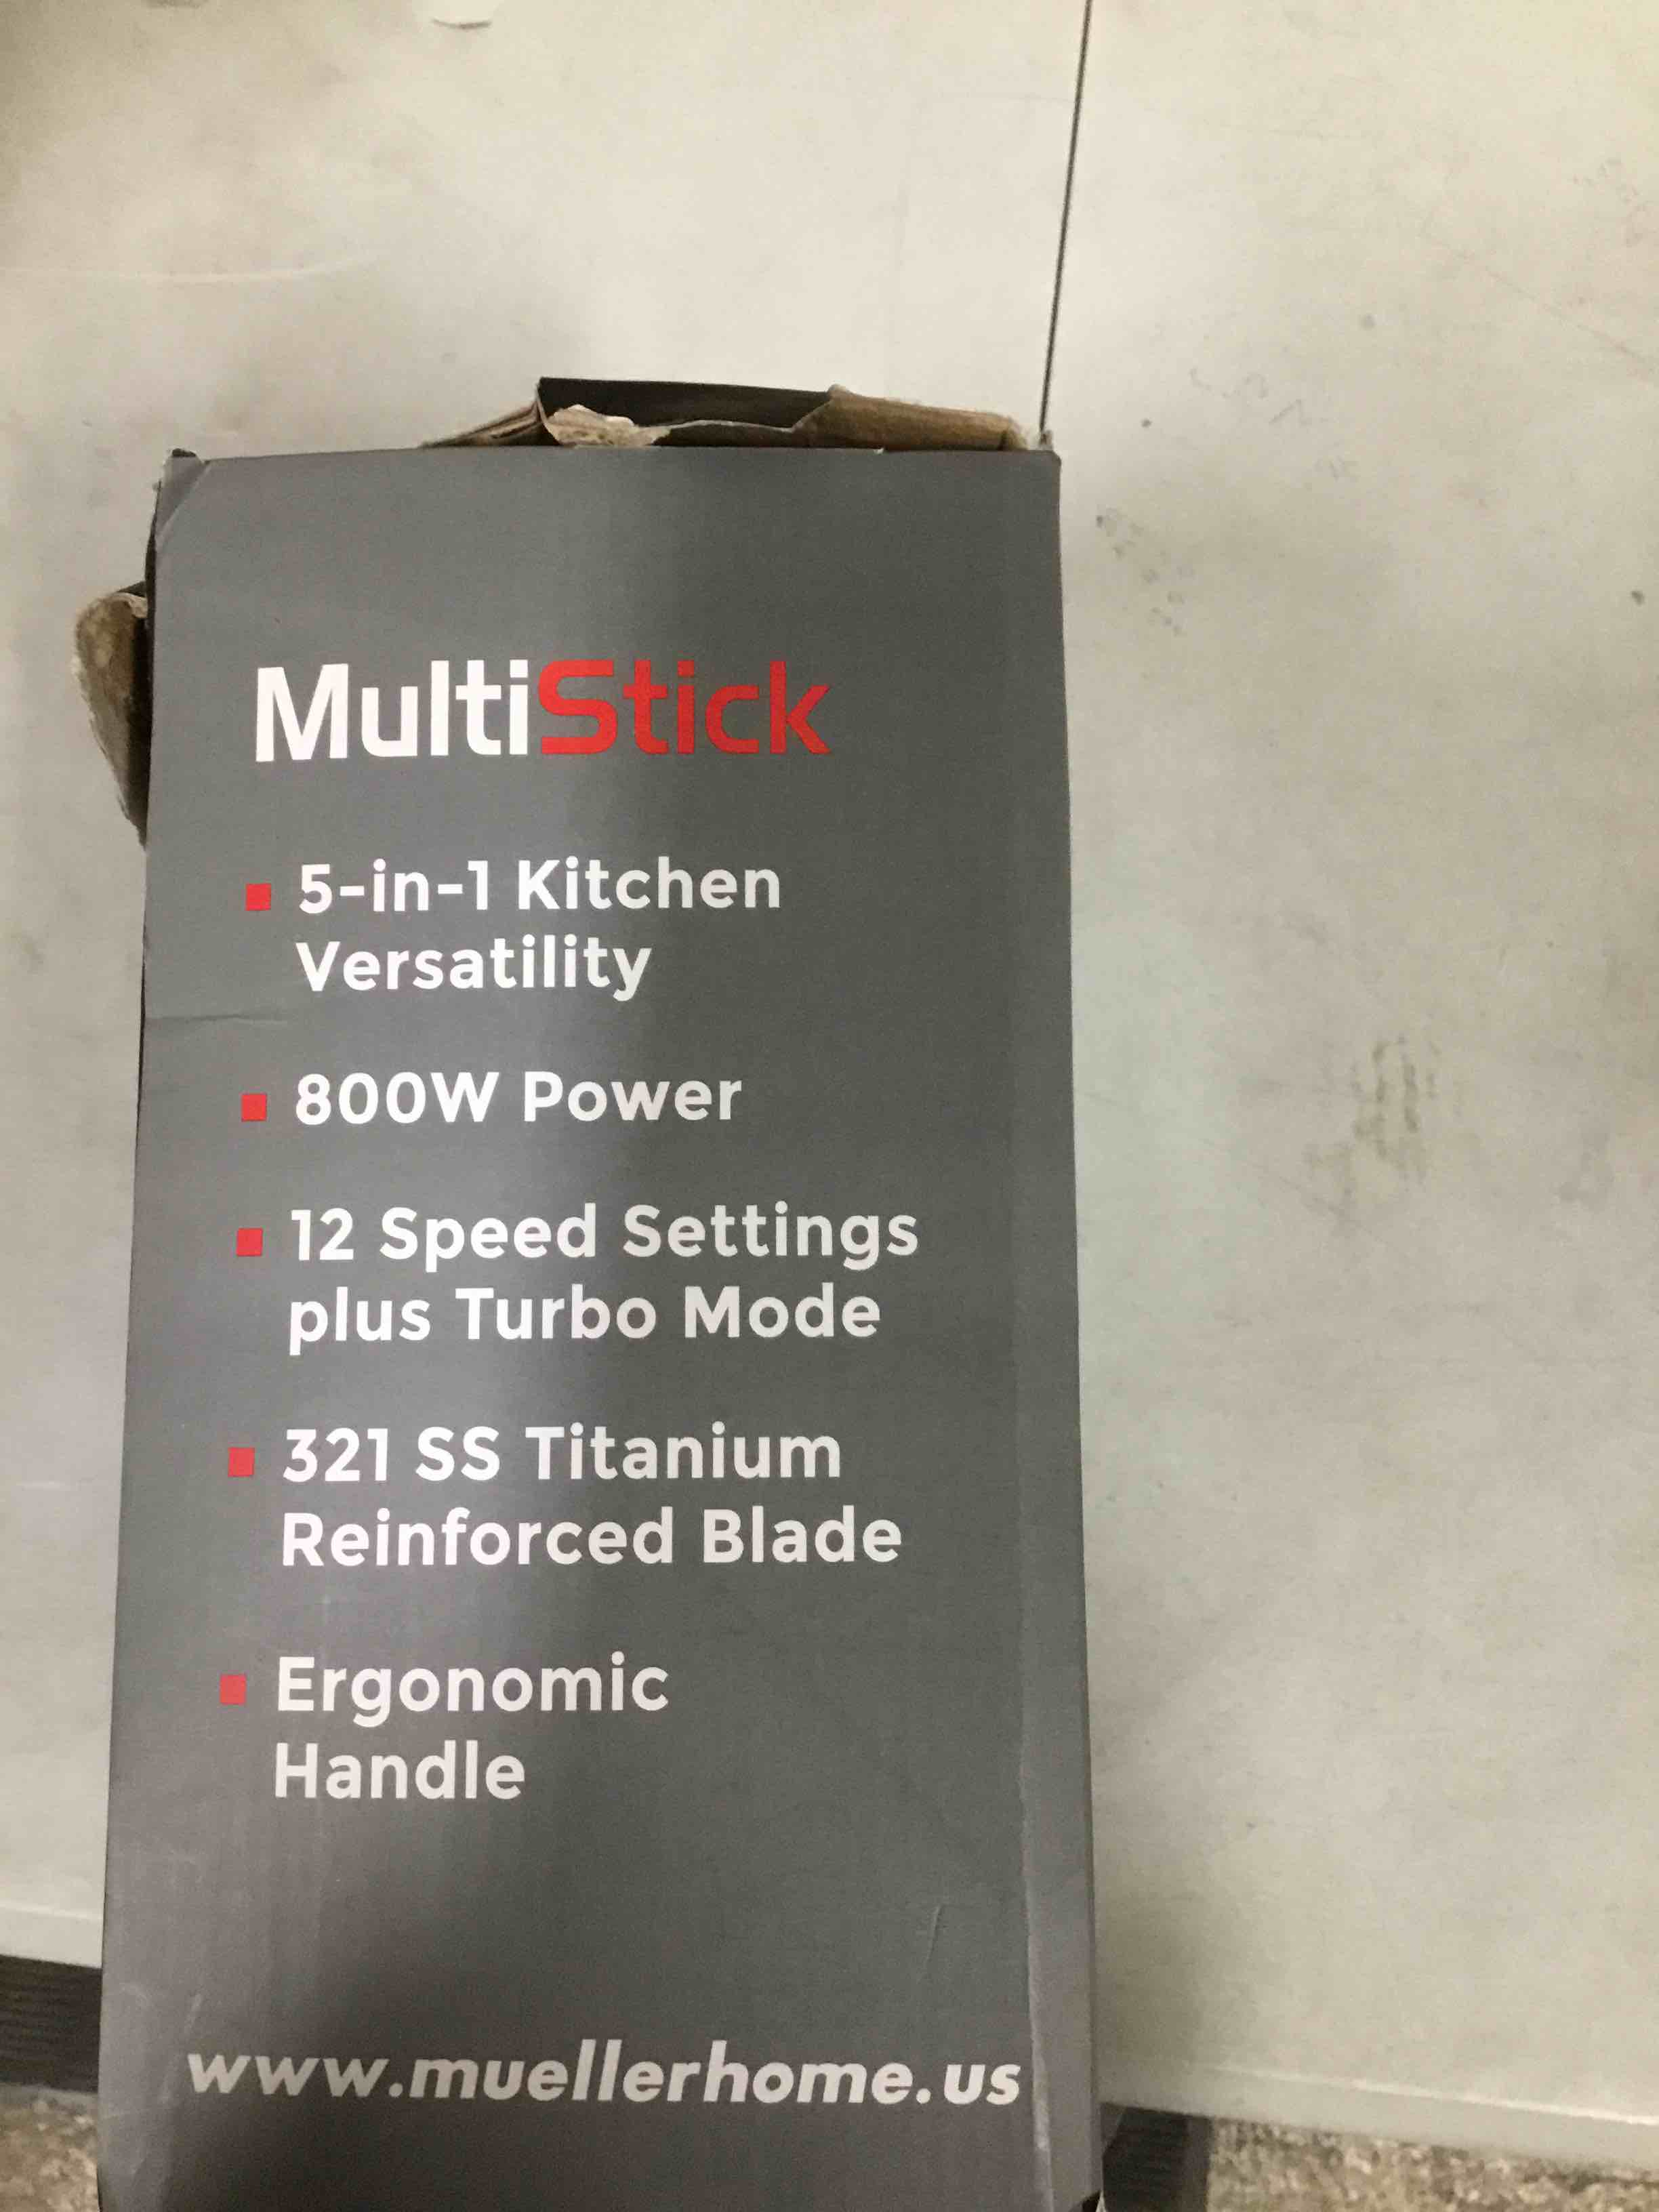 MultiStick
5-in-1 Kitchen
Versatility
800W Power
12 Speed Settings
plus Turbo Mode
321 SS Titanium
Reinforced Blade
Ergonomic
Handle
www.muellerhome.us